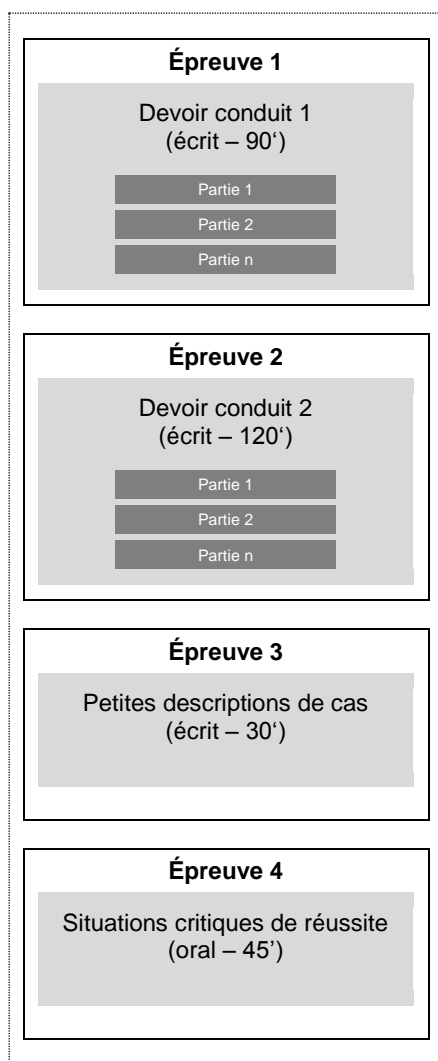 Épreuve 1
Devoir conduit 1
(écrit – 90‘)
Partie 1
Partie 2
Partie n
Épreuve 2
Devoir conduit 2
(écrit – 120‘)
Partie 1
Partie 2
Partie n
Épreuve 3
Petites descriptions de cas
(écrit – 30‘)
Épreuve 4
Situations critiques de réussite
(oral – 45’)